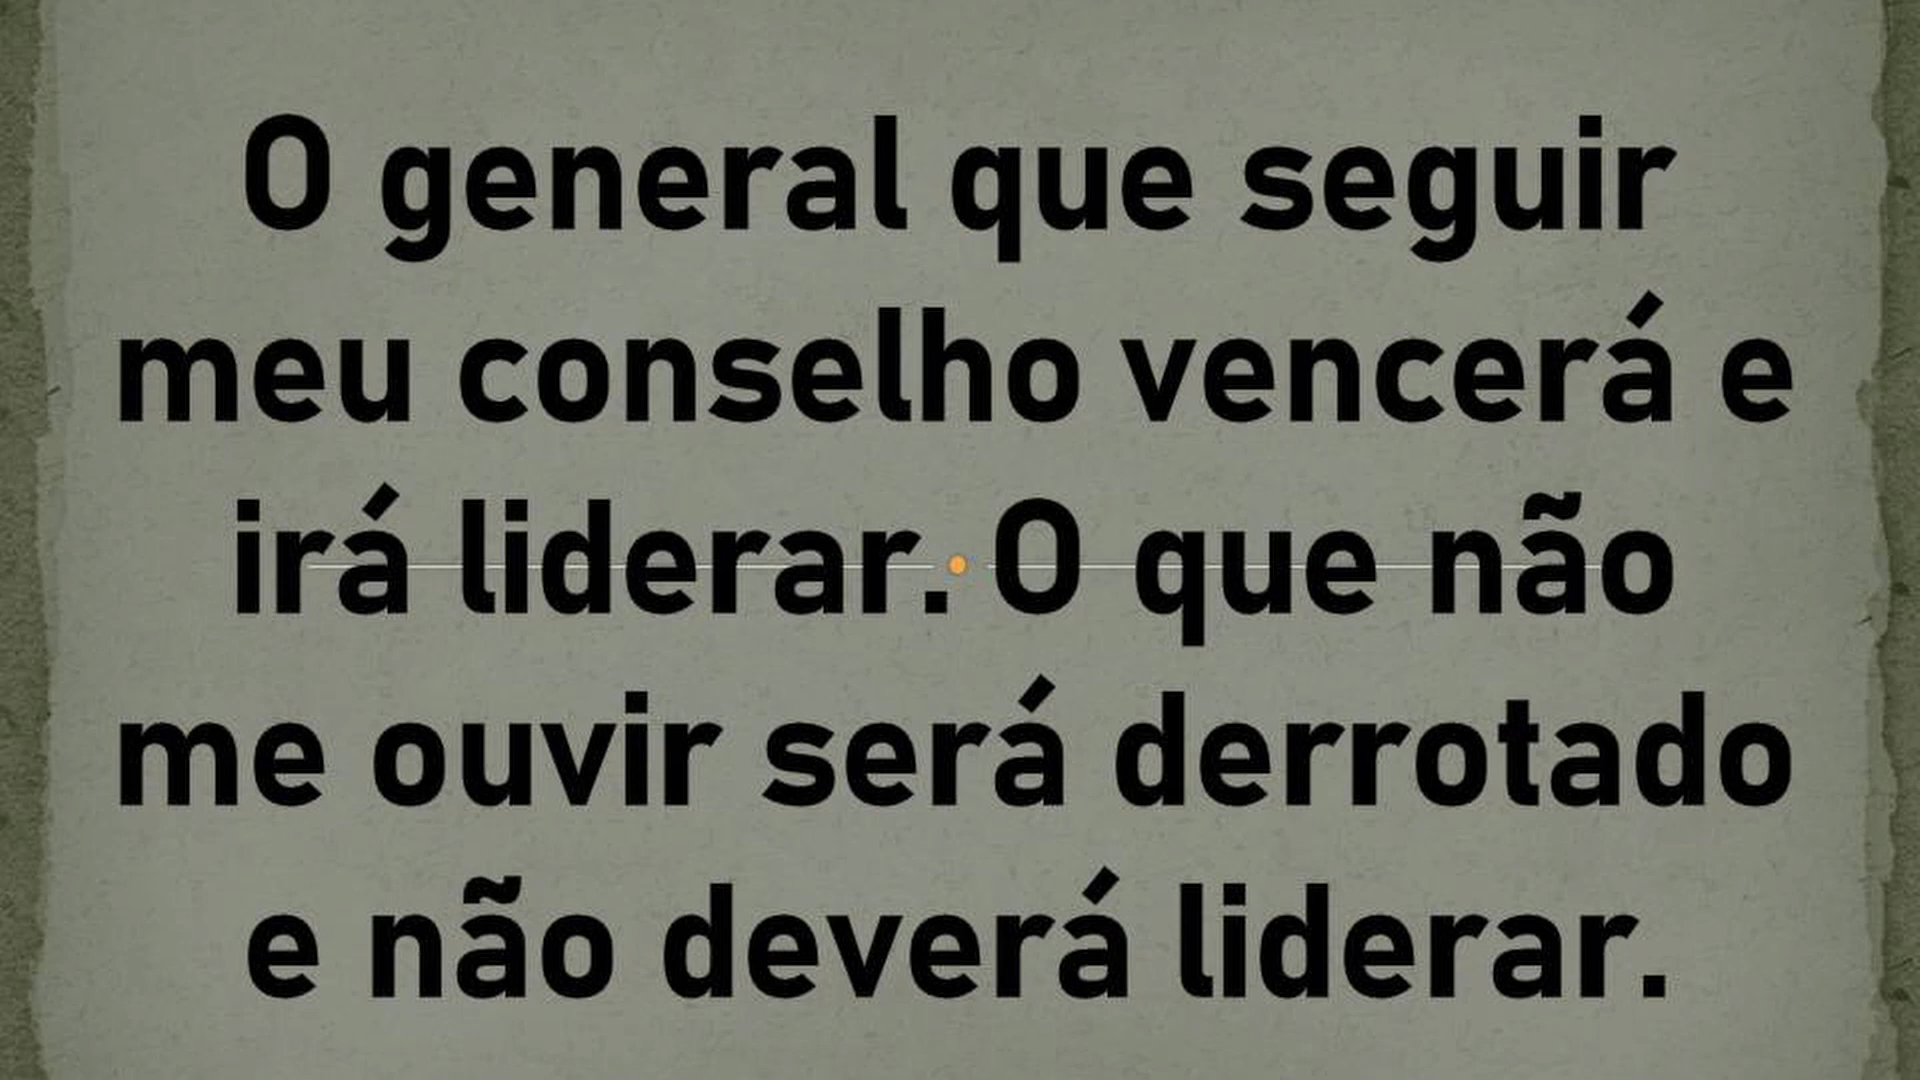 O general que seguir
meu conselho vencerá e
irá liderar. O que não
me ouvir será derrotado
e não deverá liderar.